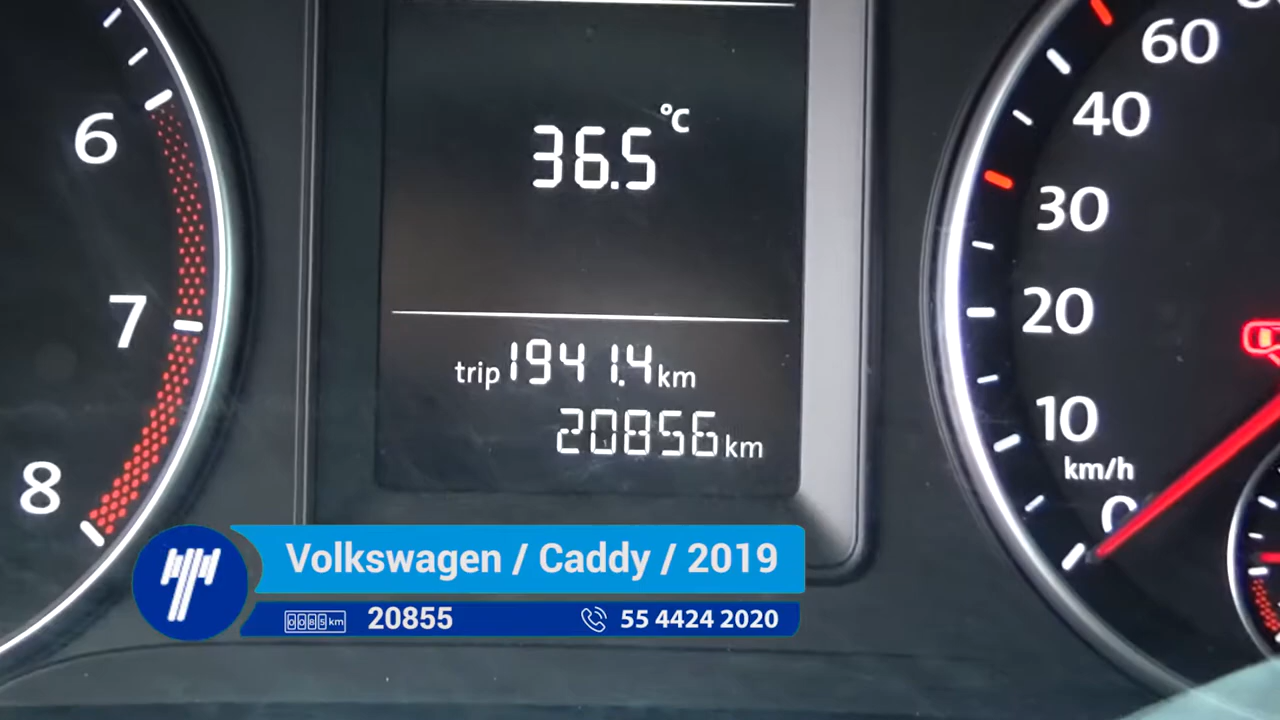 6
7
8
36.5 °C
trip 1941.4 km
20856 km
60
40
30
20
10
km/h
0
Volkswagen / Caddy / 2019
0085 km 20855
55 4424 2020